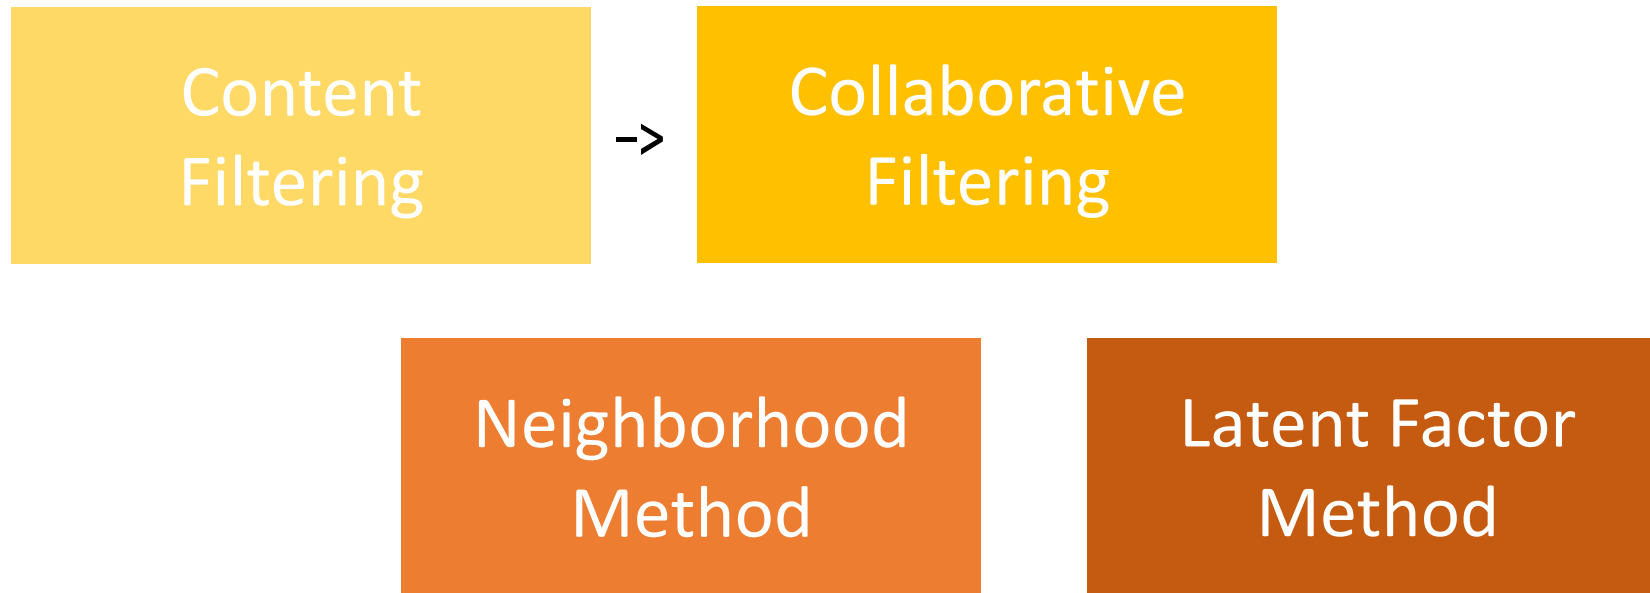 Content
Filtering
->
Collaborative
Filtering
Neighborhood
Method
Latent Factor
Method